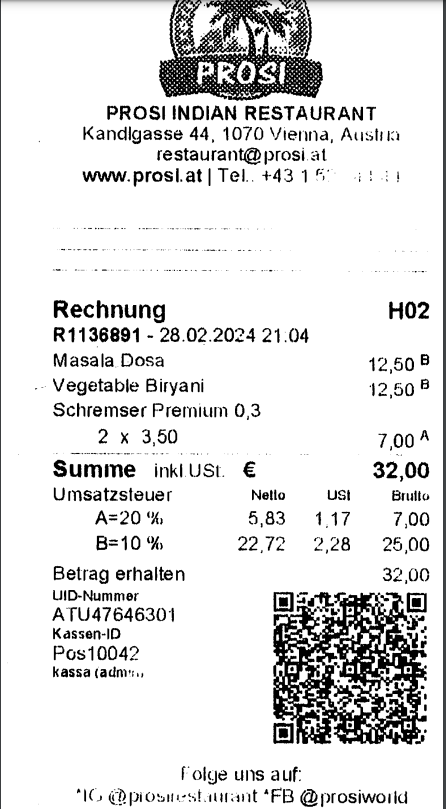 PROSI
PROSI INDIAN RESTAURANT
Kandlgasse 44, 1070 Vienna, Austria
restaurant@prosi.at
www.prosi.at | Tel.: +43 1
Rechnung H02
R1136891 - 28.02.2024 21:04
Masala Dosa 12,50 B
Vegetable Biryani 12,50 B
Schremser Premium 0,3
2 x 3,50 7,00 A
Summe inkl USt. € 32,00
Umsatzsteuer Netto USt Brutto
A=20 % 5,83 1,17 7,00
B=10 % 22,72 2,28 25,00
Betrag erhalten 32,00
UID-Nummer
ATU47646301
Kassen-ID
Pos10042
kassa
Folge uns auf:
*IG @prosirestaurant *FB @prosiworld